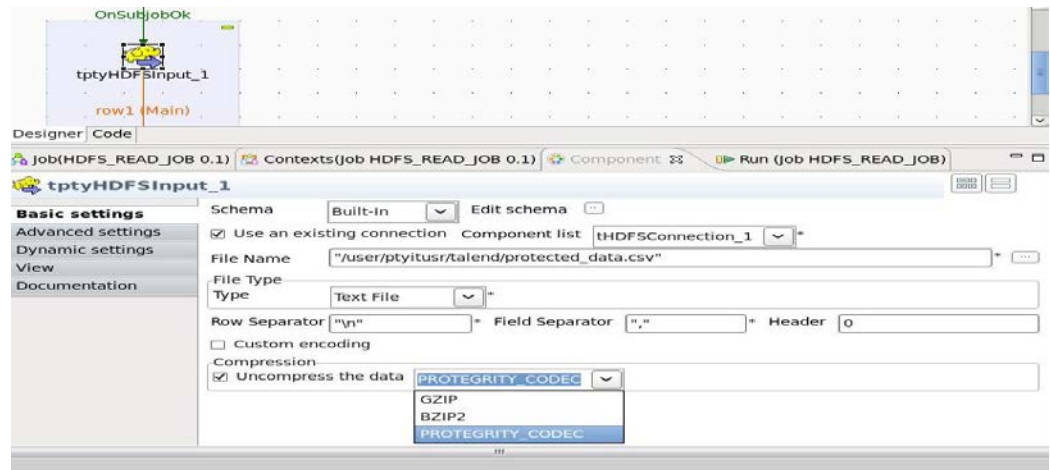 OnSubjobOk
tptyHDFSInput_1
row1 (Main)
Designer Code
Job(HDFS_READ_JOB 0.1) Contexts(Job HDFS_READ_JOB 0.1) Component Run (Job HDFS_READ_JOB)
tptyHDFSInput_1
Basic settings
Advanced settings
Dynamic settings
View
Documentation
Schema Built-In Edit schema ...
Use an existing connection Component list tHDFSConnection_1 *
File Name "/user/ptyitusr/talend/protected_data.csv" * ...
File Type
Type Text File *
Row Separator "\n" * Field Separator "," * Header 0
Custom encoding
Compression
Uncompress the data PROTEGRITY_CODEC
GZIP
BZIP2
PROTEGRITY_CODEC